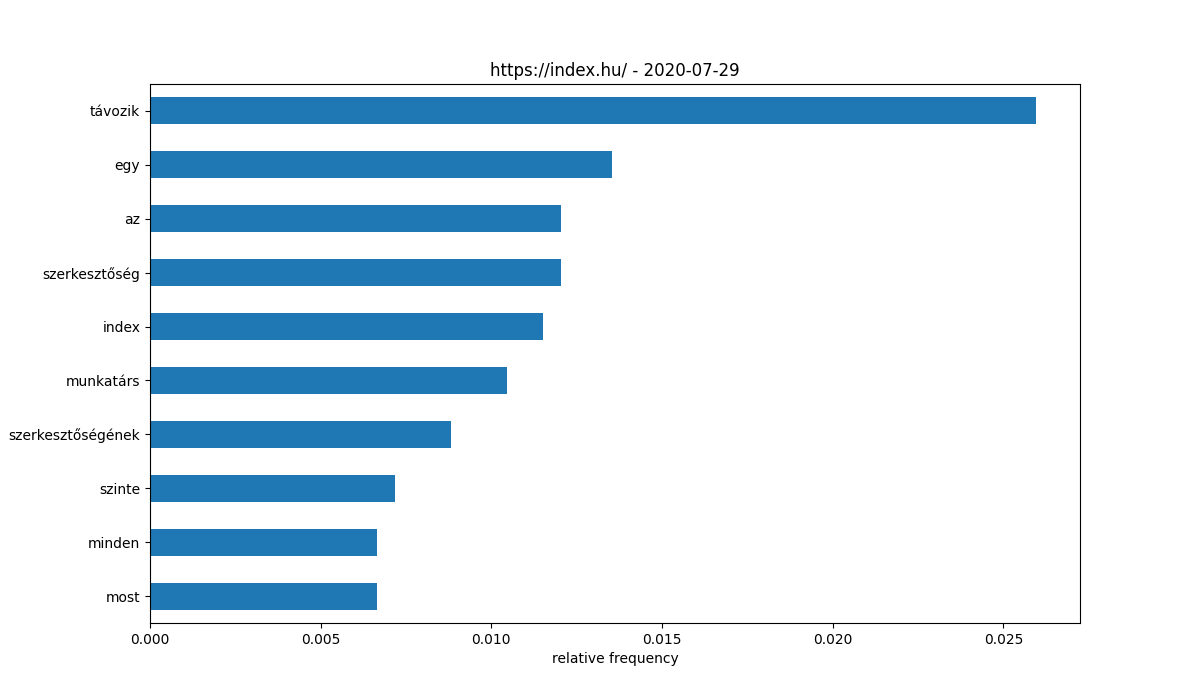 https://index.hu/ - 2020-07-29
távozik
egy
az
szerkesztőség
index
munkatárs
szerkesztőségének
szinte
minden
most
0.000 0.005 0.010 0.015 0.020 0.025
relative frequency